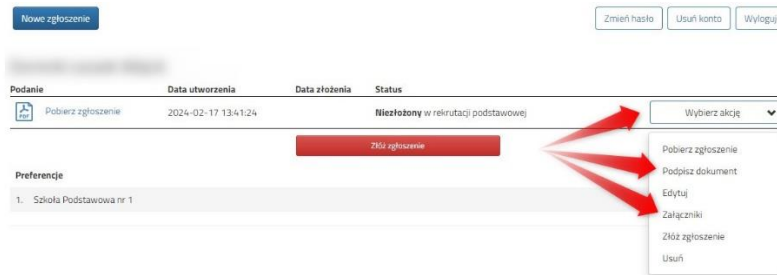 Nowe zgłoszenie
Zmień hasło Usuń konto Wyloguj
Podanie Data utworzenia Data złożenia Status
PDF Pobierz zgłoszenie 2024-02-17 13:41:24 Niezłożony w rekrutacji podstawowej Wybierz akcję
Złóż zgłoszenie
Pobierz zgłoszenie
Podpisz dokument
Edytuj
Załączniki
Złóż zgłoszenie
Usuń
Preferencje
1. Szkoła Podstawowa nr 1